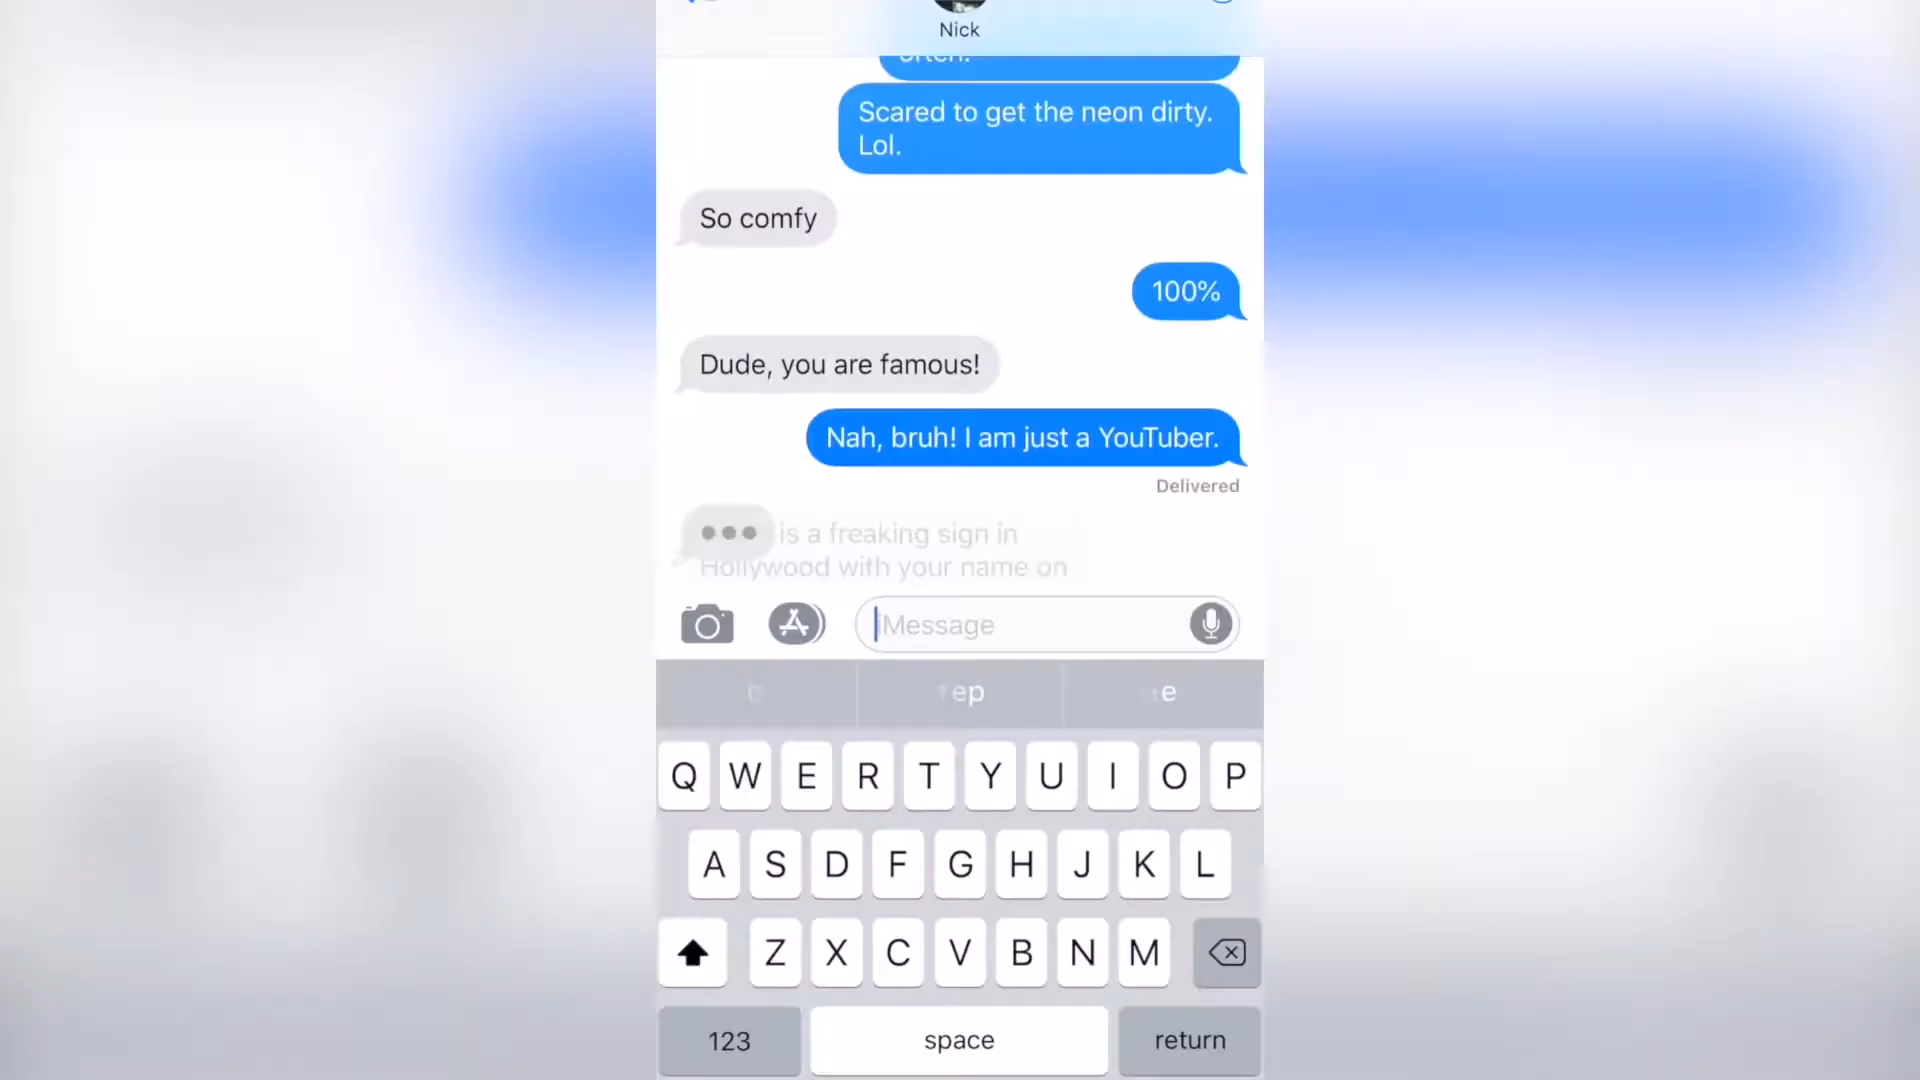 Nick
Scared to get the neon dirty.
Lol.
So comfy
100%
Dude, you are famous!
Nah, bruh! I am just a YouTuber.
Delivered
is a freaking sign in
Hollywood with your name on
iMessage
Q W E R T Y U I O P
A S D F G H J K L
Z X C V B N M
123 space return